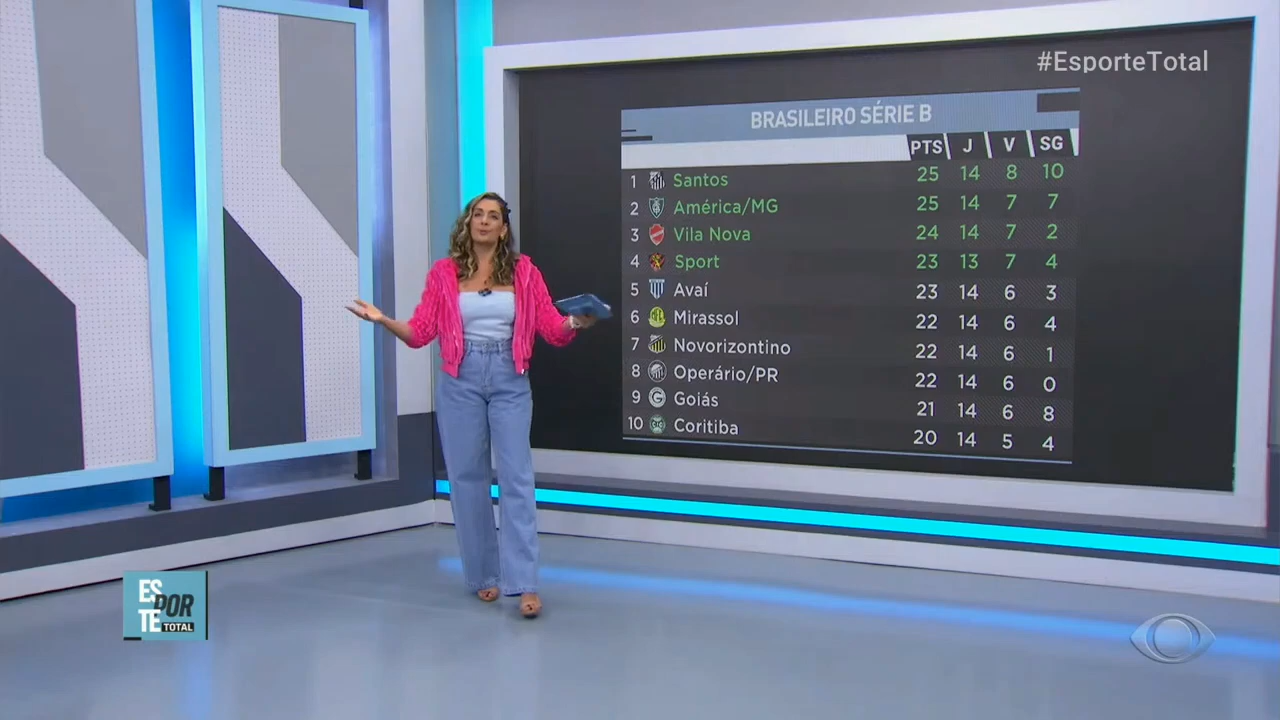 #EsporteTotal
BRASILEIRO SÉRIE B
PTS J V SG
1 Santos 25 14 8 10
2 América/MG 25 14 7 7
3 Vila Nova 24 14 7 2
4 Sport 23 13 7 4
5 Avaí 23 14 6 3
6 Mirassol 22 14 6 4
7 Novorizontino 22 14 6 1
8 Operário/PR 22 14 6 0
9 Goiás 21 14 6 8
10 Coritiba 20 14 5 4
ES
POR
TE
TOTAL